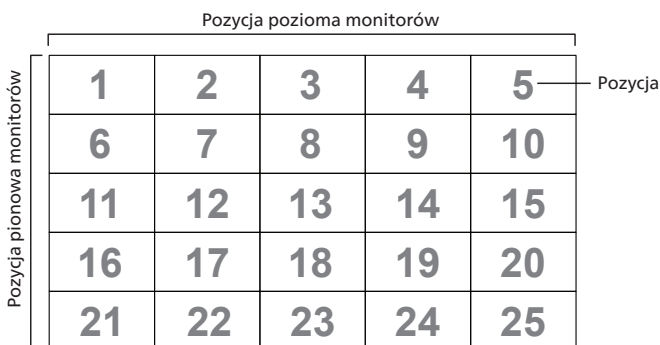 Pozycja pozioma monitorów
Pozycja pionowa monitorów
1 2 3 4 5 Pozycja
6 7 8 9 10
11 12 13 14 15
16 17 18 19 20
21 22 23 24 25